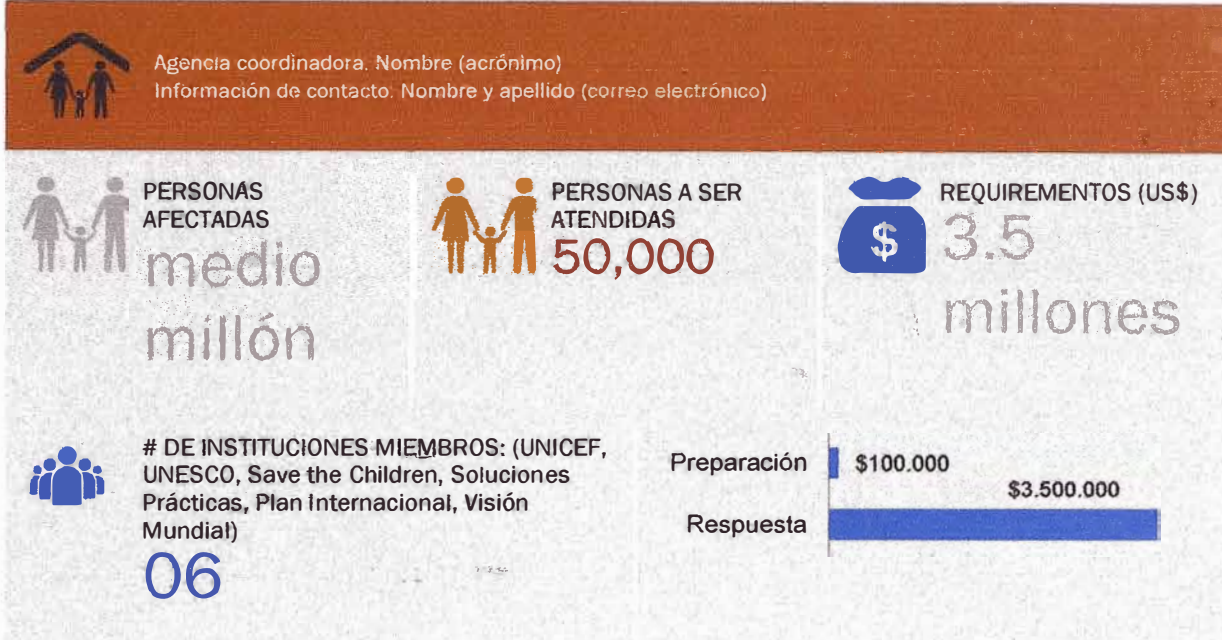 Agencia coordinadora. Nombre (acrónimo)
Información de contacto. Nombre y apellido (correo electrónico)
PERSONAS
AFECTADAS
medio
millón
PERSONAS A SER
ATENDIDAS
50,000
$
REQUIREMENTOS (US$)
3.5
millones
# DE INSTITUCIONES MIEMBROS: (UNICEF,
UNESCO, Save the Children, Soluciones
Prácticas, Plan Internacional, Visión
Mundial)
06
Preparación
$100.000
$3.500.000
Respuesta